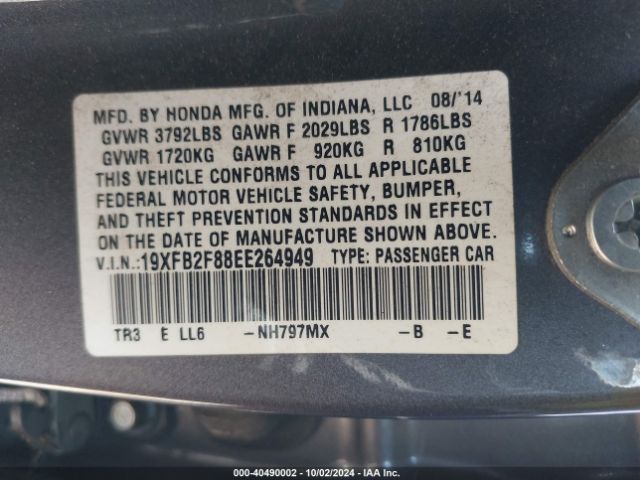 MFD. BY HONDA MFG. OF INDIANA, LLC 08/'14
GVWR 3792LBS GAWR F 2029LBS R 1786LBS
GVWR 1720KG GAWR F 920KG R 810KG
THIS VEHICLE CONFORMS TO ALL APPLICABLE
FEDERAL MOTOR VEHICLE SAFETY, BUMPER,
AND THEFT PREVENTION STANDARDS IN EFFECT
ON THE DATE OF MANUFACTURE SHOWN ABOVE.
V.I.N.:19XFB2F88EE264949 TYPE: PASSENGER CAR
TR3 E LL6 -NH797MX -B -E
000-40490002 - 10/02/2024 - IAA Inc.